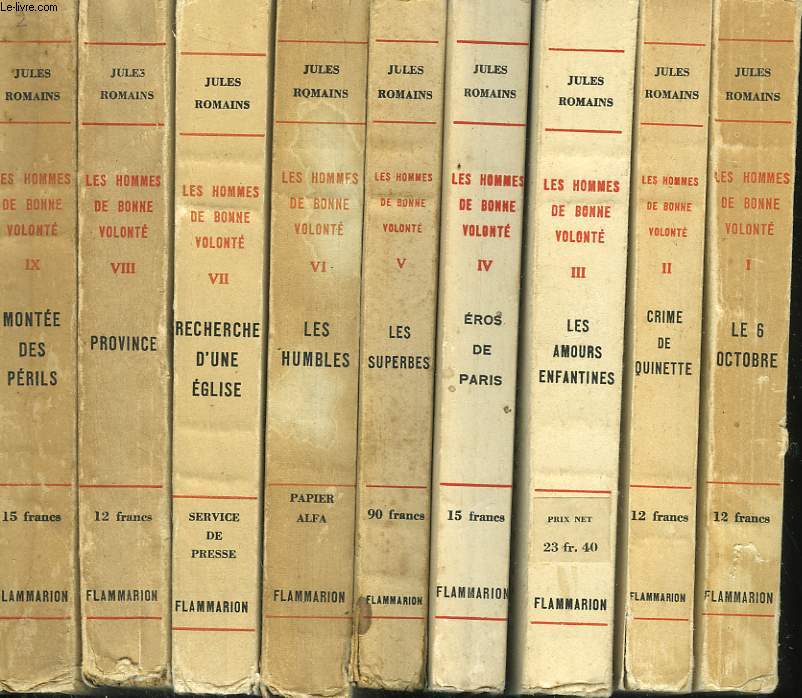 Le-livre.com
2
JULES
ROMAINS
LES HOMMES
DE BONNE
VOLONTÉ
IX
MONTÉE
DES
PÉRILS
15 francs
FLAMMARION
JULES
ROMAINS
LES HOMMES
DE BONNE
VOLONTÉ
VIII
PROVINCE
12 francs
FLAMMARION
JULES
ROMAINS
LES HOMMES
DE BONNE
VOLONTÉ
VII
RECHERCHE
D'UNE
ÉGLISE
SERVICE
DE
PRESSE
FLAMMARION
JULES
ROMAINS
LES HOMMES
DE BONNE
VOLONTÉ
VI
LES
HUMBLES
PAPIER
ALFA
FLAMMARION
JULES
ROMAINS
LES HOMMES
DE BONNE
VOLONTÉ
V
LES
SUPERBES
90 francs
FLAMMARION
JULES
ROMAINS
LES HOMMES
DE BONNE
VOLONTÉ
IV
ÉROS
DE
PARIS
15 francs
FLAMMARION
JULES
ROMAINS
LES HOMMES
DE BONNE
VOLONTÉ
III
LES
AMOURS
ENFANTINES
PRIX NET
23 fr. 40
FLAMMARION
JULES
ROMAINS
LES HOMMES
DE BONNE
VOLONTÉ
II
CRIME
DE
QUINETTE
12 francs
FLAMMARION
JULES
ROMAINS
LES HOMMES
DE BONNE
VOLONTÉ
I
LE 6
OCTOBRE
12 francs
FLAMMARION